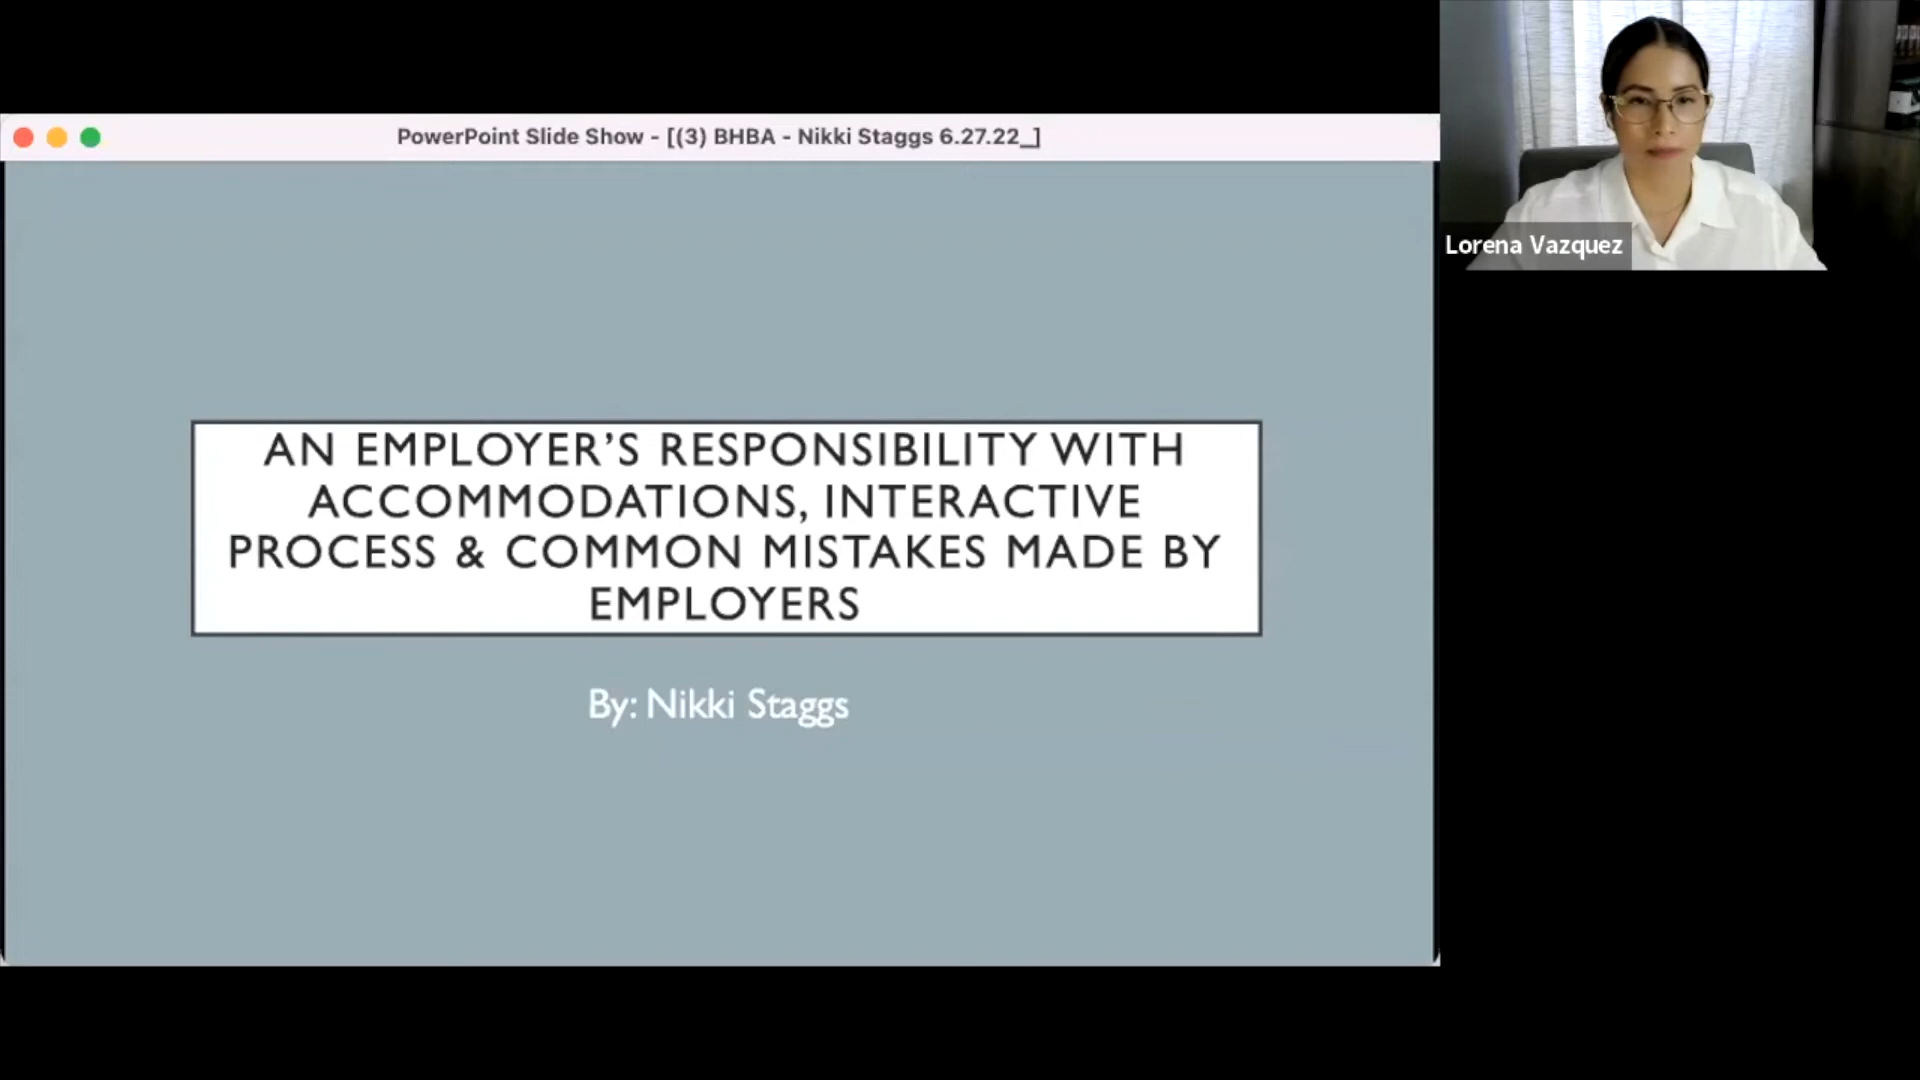 PowerPoint Slide Show - [(3) BHBA - Nikki Staggs 6.27.22_]
Lorena Vazquez
AN EMPLOYER’S RESPONSIBILITY WITH
ACCOMMODATIONS, INTERACTIVE
PROCESS & COMMON MISTAKES MADE BY
EMPLOYERS
By: Nikki Staggs